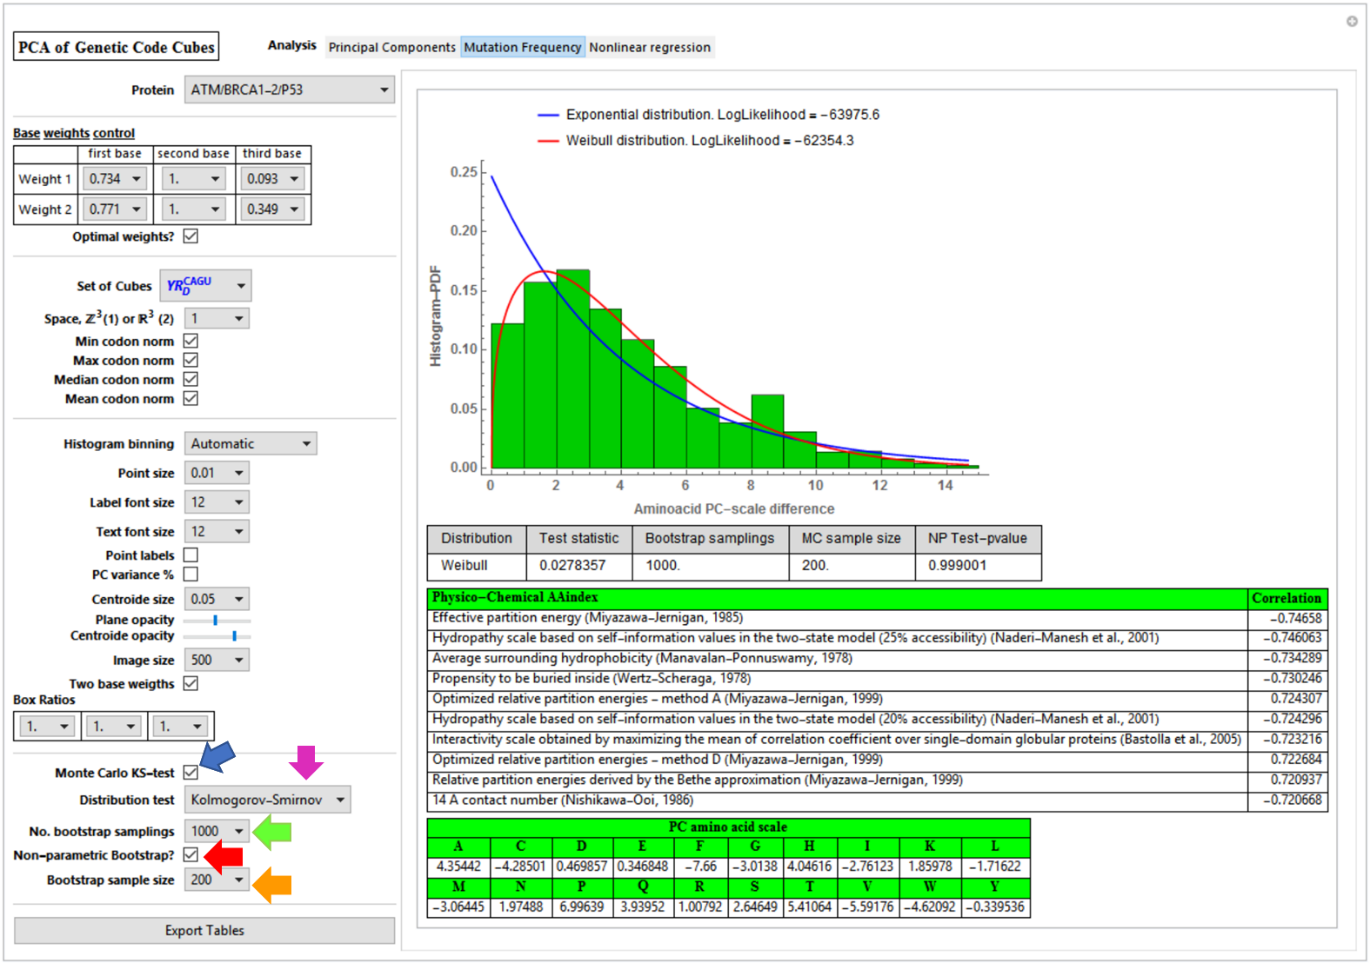 PCA of Genetic Code Cubes
Analysis Principal Components Mutation Frequency Nonlinear regression
Protein ATM/BRCA1–2/P53
Base weights control
first base second base third base
Weight 1 0.734 1. 0.093
Weight 2 0.771 1. 0.349
Optimal weights?
Set of Cubes YR_D^CAGU
Space, ℤ³(1) or ℝ³ (2) 1
Min codon norm
Max codon norm
Median codon norm
Mean codon norm
Histogram binning Automatic
Point size 0.01
Label font size 12
Text font size 12
Point labels
PC variance %
Centroide size 0.05
Plane opacity
Centroide opacity
Image size 500
Two base weigths
Box Ratios
1. 1. 1.
Monte Carlo KS–test
Distribution test Kolmogorov–Smirnov
No. bootstrap samplings 1000
Non–parametric Bootstrap?
Bootstrap sample size 200
Export Tables
Exponential distribution. LogLikelihood = −63975.6
Weibull distribution. LogLikelihood = −62354.3
Histogram–PDF
0.25
0.20
0.15
0.10
0.05
0.00
0 2 4 6 8 10 12 14
Aminoacid PC–scale difference
Distribution Test statistic Bootstrap samplings MC sample size NP Test–pvalue
Weibull 0.0278357 1000. 200. 0.999001
Physico–Chemical AAindex Correlation
Effective partition energy (Miyazawa–Jernigan, 1985) −0.74658
Hydropathy scale based on self–information values in the two–state model (25% accessibility) (Naderi–Manesh et al., 2001) −0.746063
Average surrounding hydrophobicity (Manavalan–Ponnuswamy, 1978) −0.734289
Propensity to be buried inside (Wertz–Scheraga, 1978) −0.730246
Optimized relative partition energies – method A (Miyazawa–Jernigan, 1999) 0.724307
Hydropathy scale based on self–information values in the two–state model (20% accessibility) (Naderi–Manesh et al., 2001) −0.724296
Interactivity scale obtained by maximizing the mean of correlation coefficient over single–domain globular proteins (Bastolla et al., 2005) −0.723216
Optimized relative partition energies – method D (Miyazawa–Jernigan, 1999) 0.722684
Relative partition energies derived by the Bethe approximation (Miyazawa–Jernigan, 1999) 0.720937
14 A contact number (Nishikawa–Ooi, 1986) −0.720668
PC amino acid scale
A C D E F G H I K L
4.35442 −4.28501 0.469857 0.346848 −7.66 −3.0138 4.04616 −2.76123 1.85978 −1.71622
M N P Q R S T V W Y
−3.06445 1.97488 6.99639 3.93952 1.00792 2.64649 5.41064 −5.59176 −4.62092 −0.339536